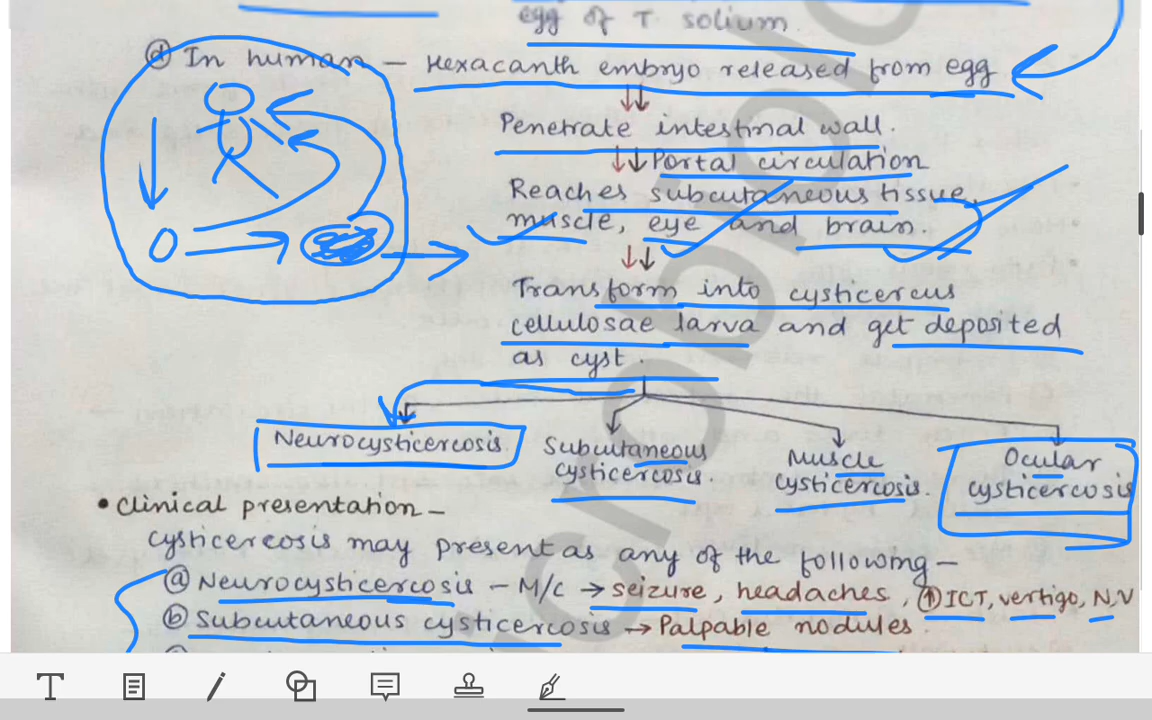 egg of T solium.
ⓓ In human – Hexacanth embryo released from egg
↓↓
Penetrate intestinal wall.
↓↓ Portal circulation
Reaches subcutaneous tissue,
muscle, eye and brain.
↓↓
Transform into cysticercus
cellulosae larva and get deposited
as cyst.
Neurocysticercosis.
Subcutaneous
cysticercosis.
Muscle
cysticercosis.
Ocular
cysticercosis
• Clinical presentation –
cysticercosis may present as any of the following –
ⓐ Neurocysticercosis – M/C → seizure, headaches, ↑ICT, vertigo, N,V
ⓑ Subcutaneous cysticercosis → Palpable nodules.
T